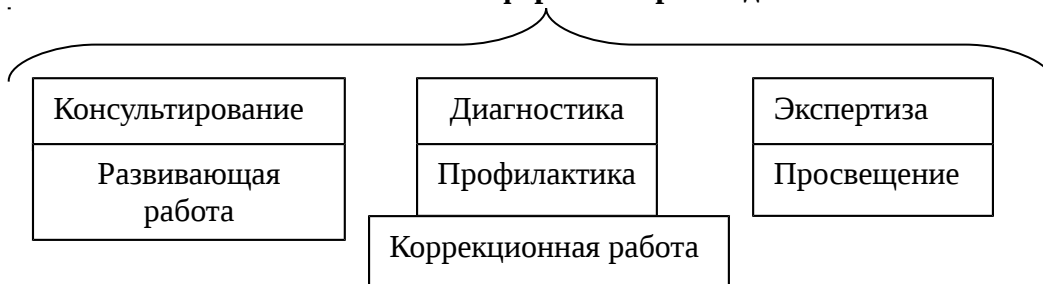 Консультирование
Диагностика
Экспертиза
Развивающая
работа
Профилактика
Просвещение
Коррекционная работа